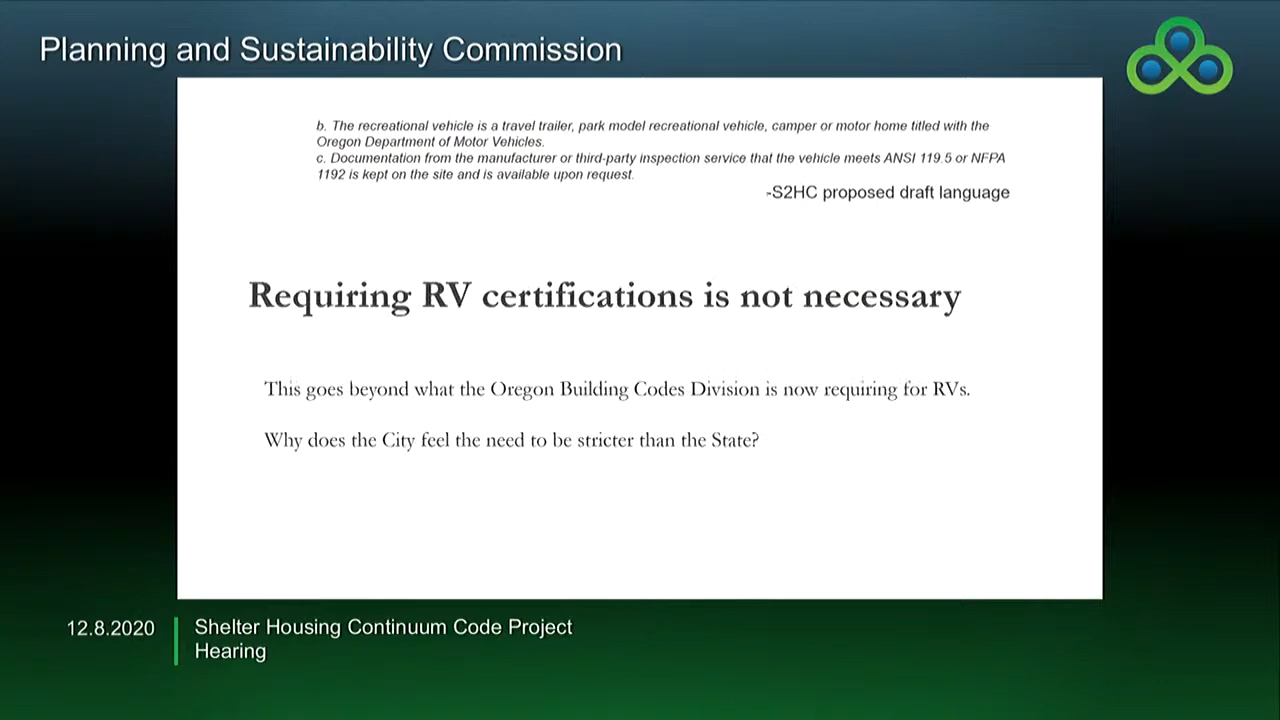 Planning and Sustainability Commission
b. The recreational vehicle is a travel trailer, park model recreational vehicle, camper or motor home titled with the
Oregon Department of Motor Vehicles.
c. Documentation from the manufacturer or third-party inspection service that the vehicle meets ANSI 119.5 or NFPA
1192 is kept on the site and is available upon request.
-S2HC proposed draft language
Requiring RV certifications is not necessary
This goes beyond what the Oregon Building Codes Division is now requiring for RVs.
Why does the City feel the need to be stricter than the State?
12.8.2020
Shelter Housing Continuum Code Project
Hearing